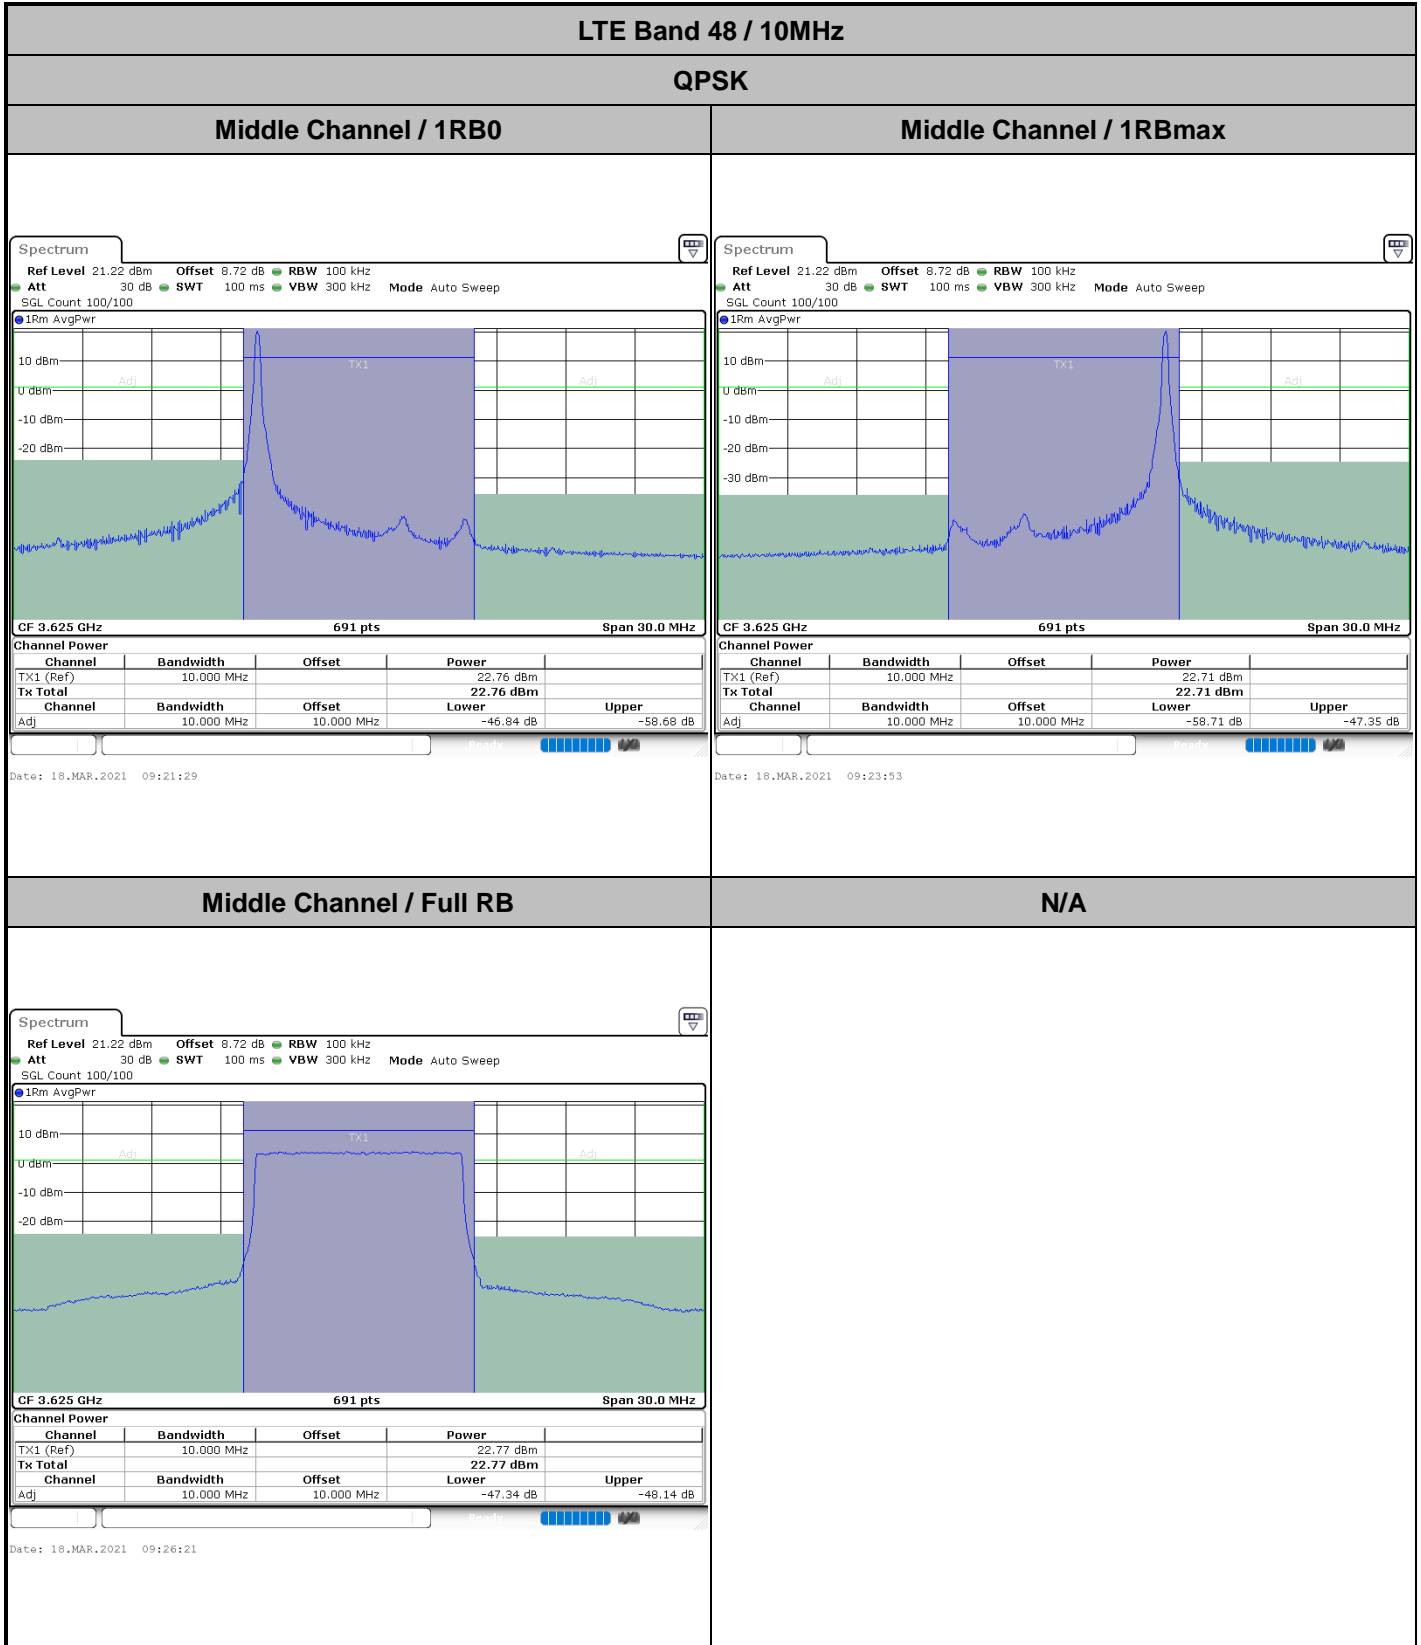 LTE Band 48 / 10MHz
QPSK
Middle Channel / 1RB0
Middle Channel / 1RBmax
Spectrum
Ref Level 21.22 dBm Offset 8.72 dB RBW 100 kHz
Att 30 dB SWT 100 ms VBW 300 kHz Mode Auto Sweep
SGL Count 100/100
1Rm AvgPwr
10 dBm
TX1
Adj
Adj
0 dBm
-10 dBm
-20 dBm
CF 3.625 GHz 691 pts Span 30.0 MHz
Channel Power
Channel Bandwidth Offset Power
TX1 (Ref) 10.000 MHz 22.76 dBm
Tx Total 22.76 dBm
Channel Bandwidth Offset Lower Upper
Adj 10.000 MHz 10.000 MHz -46.84 dB -58.68 dB
Ready
Date: 18.MAR.2021 09:21:29
Spectrum
Ref Level 21.22 dBm Offset 8.72 dB RBW 100 kHz
Att 30 dB SWT 100 ms VBW 300 kHz Mode Auto Sweep
SGL Count 100/100
1Rm AvgPwr
10 dBm
TX1
Adj
Adj
0 dBm
-10 dBm
-20 dBm
-30 dBm
CF 3.625 GHz 691 pts Span 30.0 MHz
Channel Power
Channel Bandwidth Offset Power
TX1 (Ref) 10.000 MHz 22.71 dBm
Tx Total 22.71 dBm
Channel Bandwidth Offset Lower Upper
Adj 10.000 MHz 10.000 MHz -58.71 dB -47.35 dB
Ready
Date: 18.MAR.2021 09:23:53
Middle Channel / Full RB
N/A
Spectrum
Ref Level 21.22 dBm Offset 8.72 dB RBW 100 kHz
Att 30 dB SWT 100 ms VBW 300 kHz Mode Auto Sweep
SGL Count 100/100
1Rm AvgPwr
10 dBm
TX1
Adj
Adj
0 dBm
-10 dBm
-20 dBm
CF 3.625 GHz 691 pts Span 30.0 MHz
Channel Power
Channel Bandwidth Offset Power
TX1 (Ref) 10.000 MHz 22.77 dBm
Tx Total 22.77 dBm
Channel Bandwidth Offset Lower Upper
Adj 10.000 MHz 10.000 MHz -47.34 dB -48.14 dB
Ready
Date: 18.MAR.2021 09:26:21